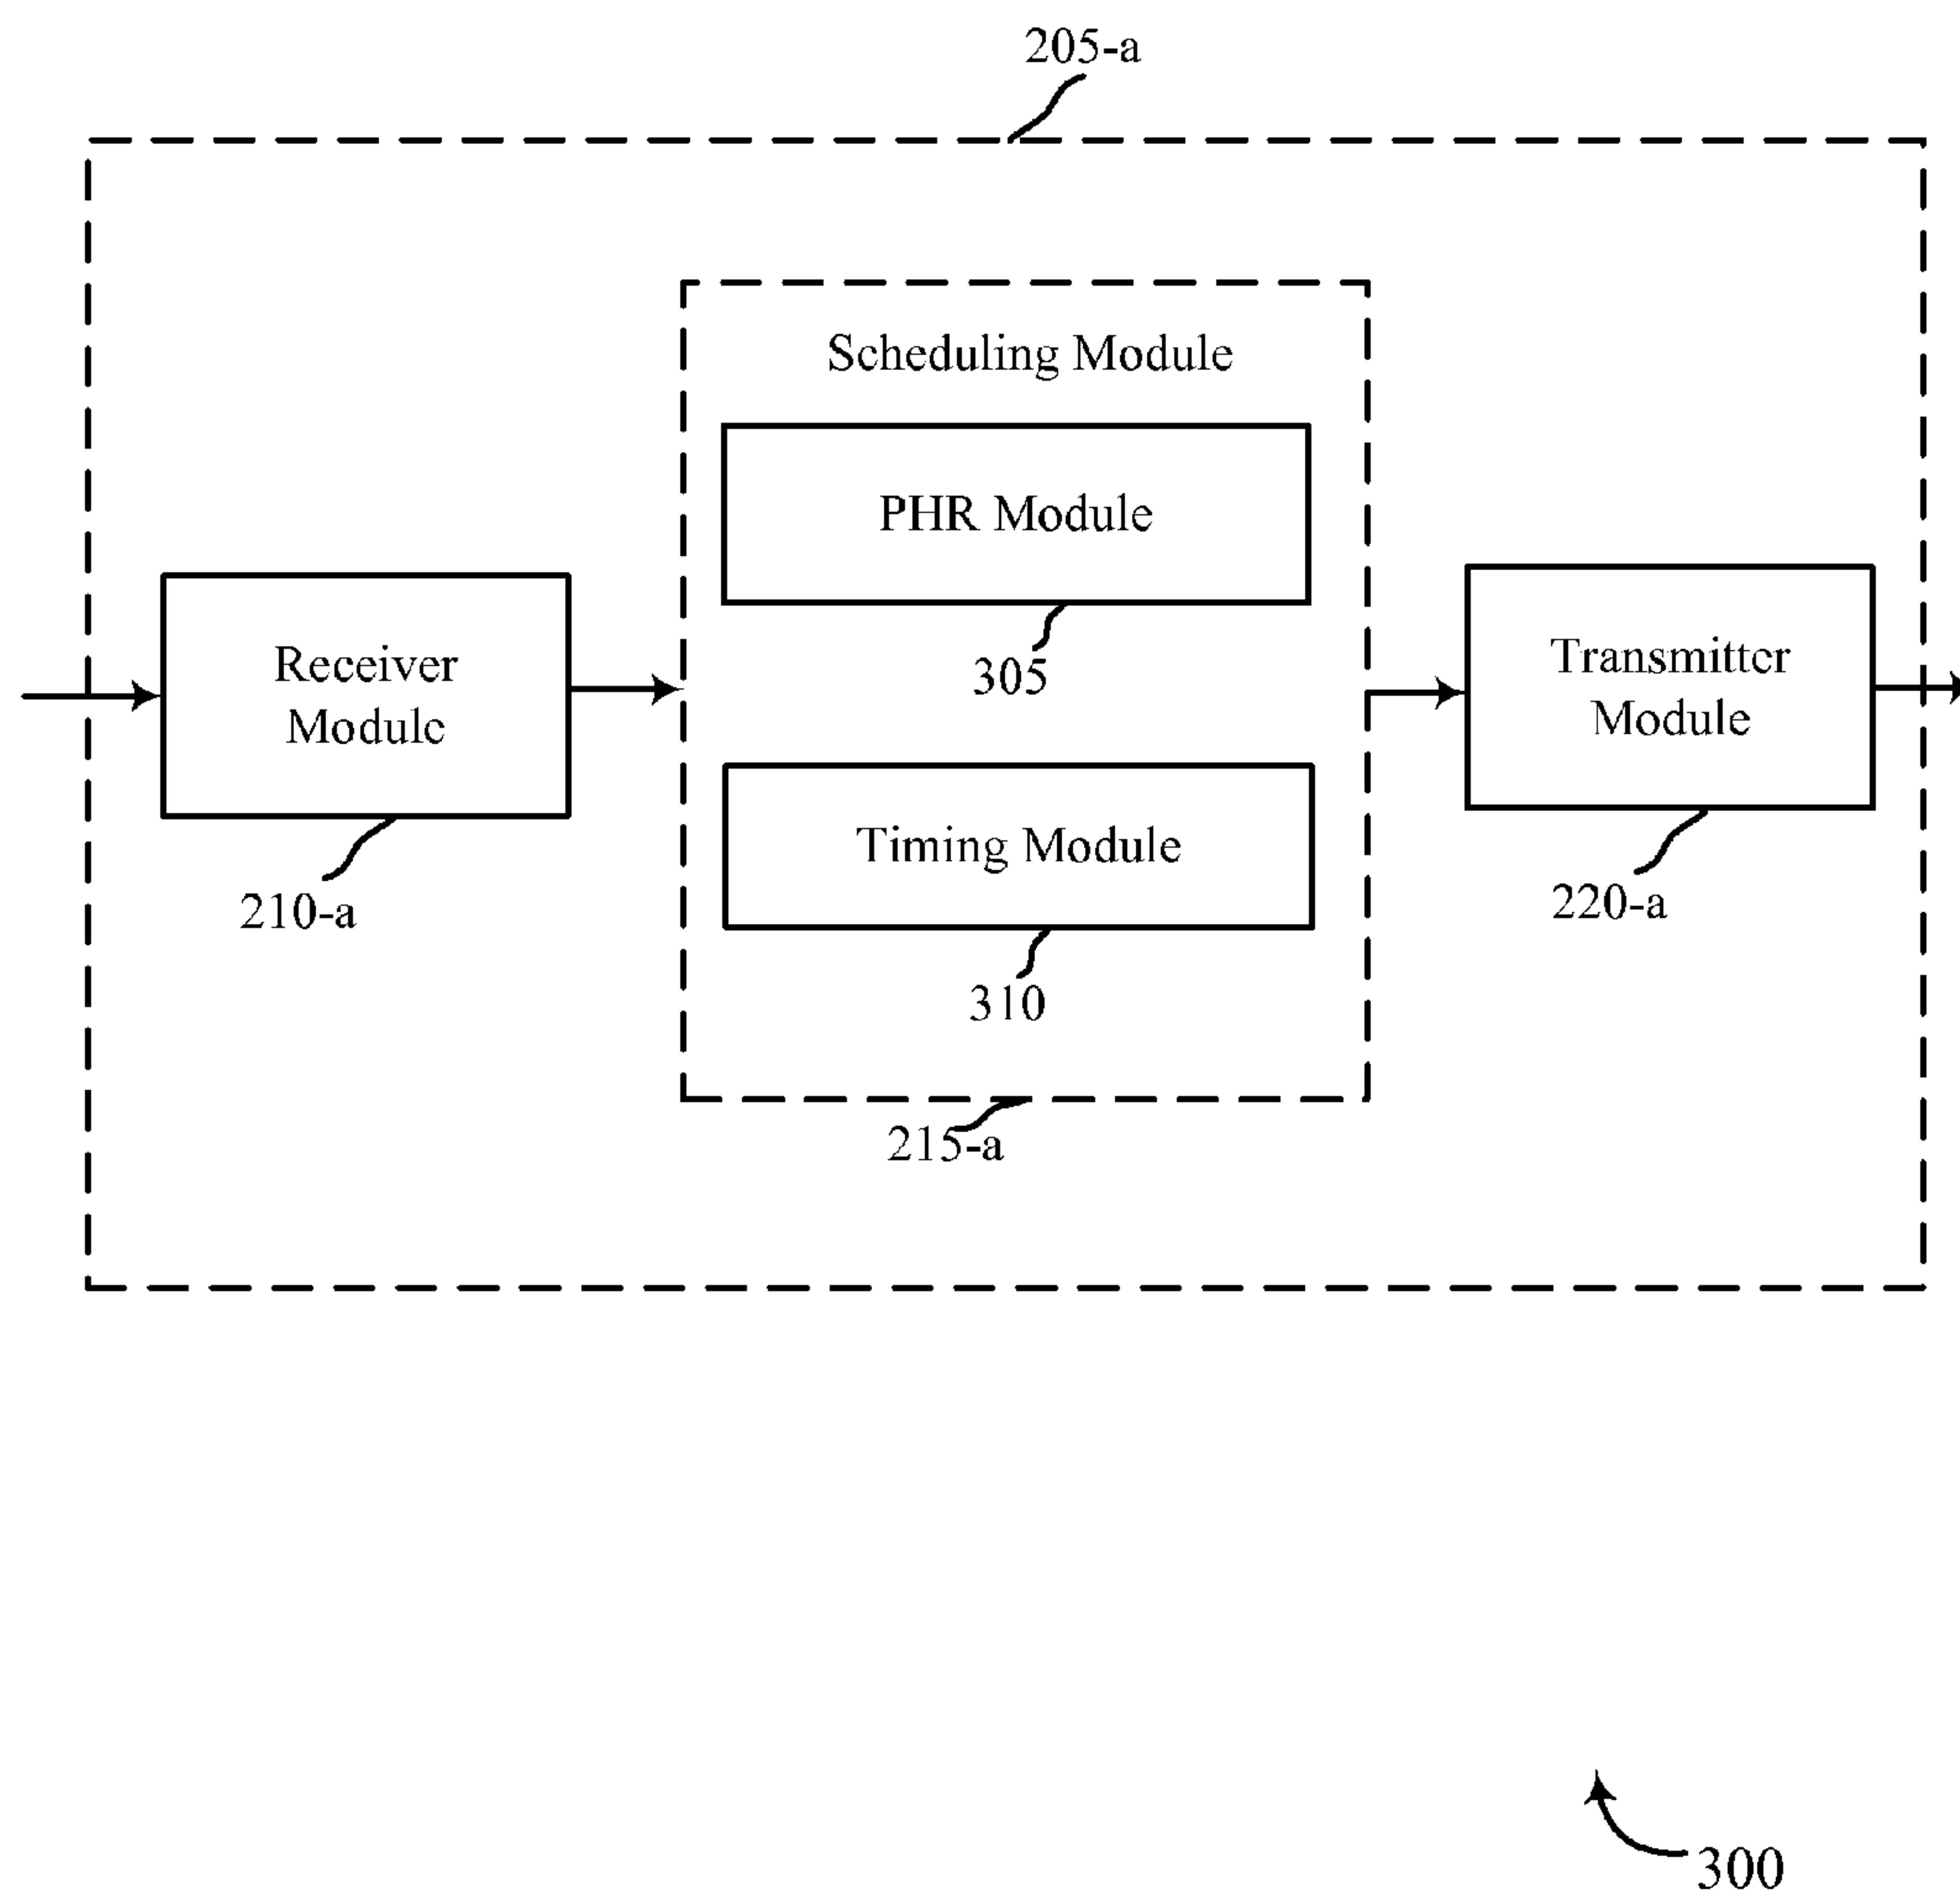 205-a
Scheduling Module
PHR Module
305
Receiver
Module
210-a
Timing Module
310
215-a
Transmitter
Module
220-a
300